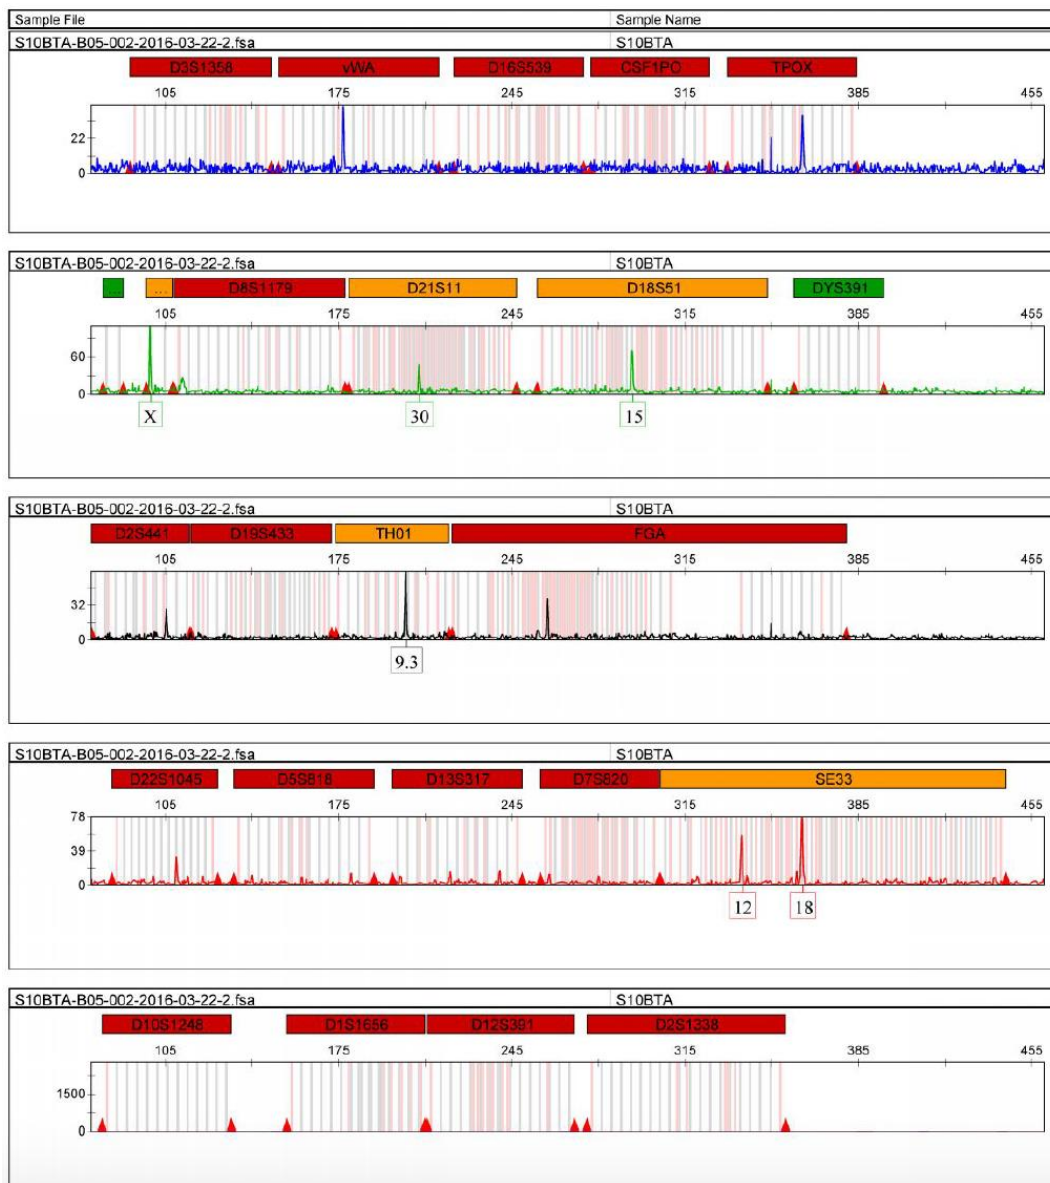 Sample File Sample Name
S10BTA-B05-002-2016-03-22-2.fsa S10BTA
D3S1358 vWA D16S539 CSF1PO TPOX
105 175 245 315 385 455
22
0
S10BTA-B05-002-2016-03-22-2.fsa S10BTA
... D8S1179 D21S11 D18S51 DYS391
105 175 245 315 385 455
60
0
X 30 15
S10BTA-B05-002-2016-03-22-2.fsa S10BTA
D2S441 D19S433 TH01 FGA
105 175 245 315 385 455
32
0
9.3
S10BTA-B05-002-2016-03-22-2.fsa S10BTA
D22S1045 D5S818 D13S317 D7S820 SE33
105 175 245 315 385 455
78
39
0
12 18
S10BTA-B05-002-2016-03-22-2.fsa S10BTA
D10S1248 D1S1656 D12S391 D2S1338
105 175 245 315 385 455
1500
0